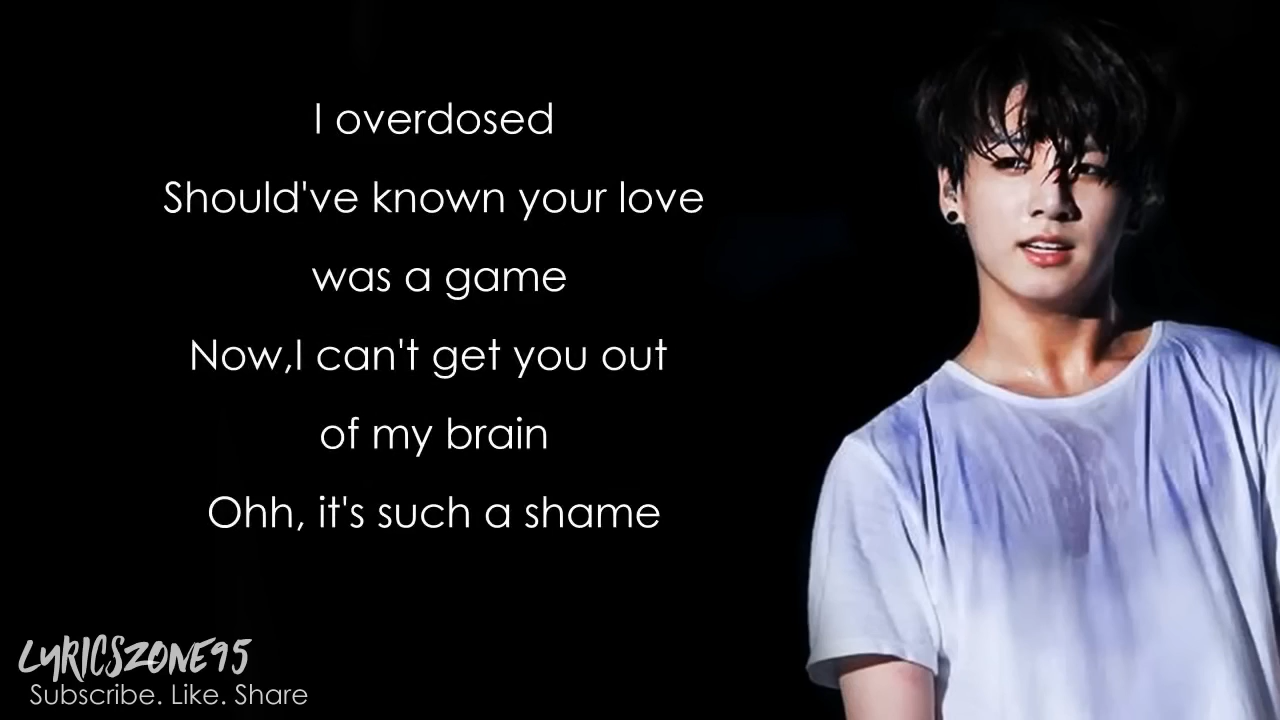 I overdosed
Should've known your love
was a game
Now,I can't get you out
of my brain
Ohh, it's such a shame
LYRICSZONE95
Subscribe. Like. Share